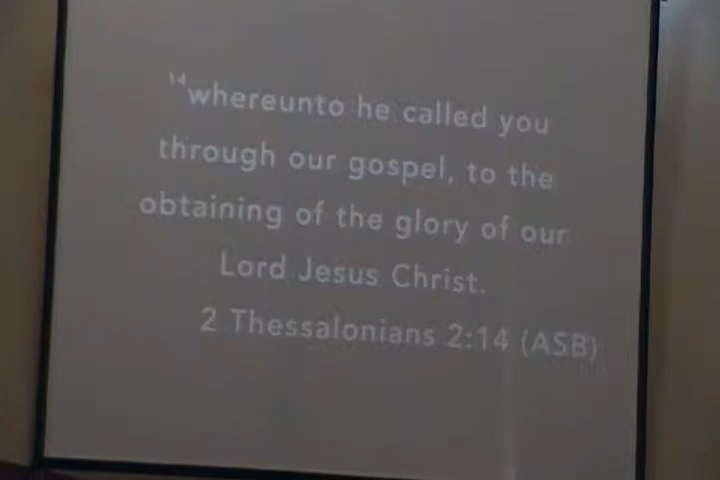 14whereunto he called you
through our gospel, to the
obtaining of the glory of our
Lord Jesus Christ.
2 Thessalonians 2:14 (ASB)